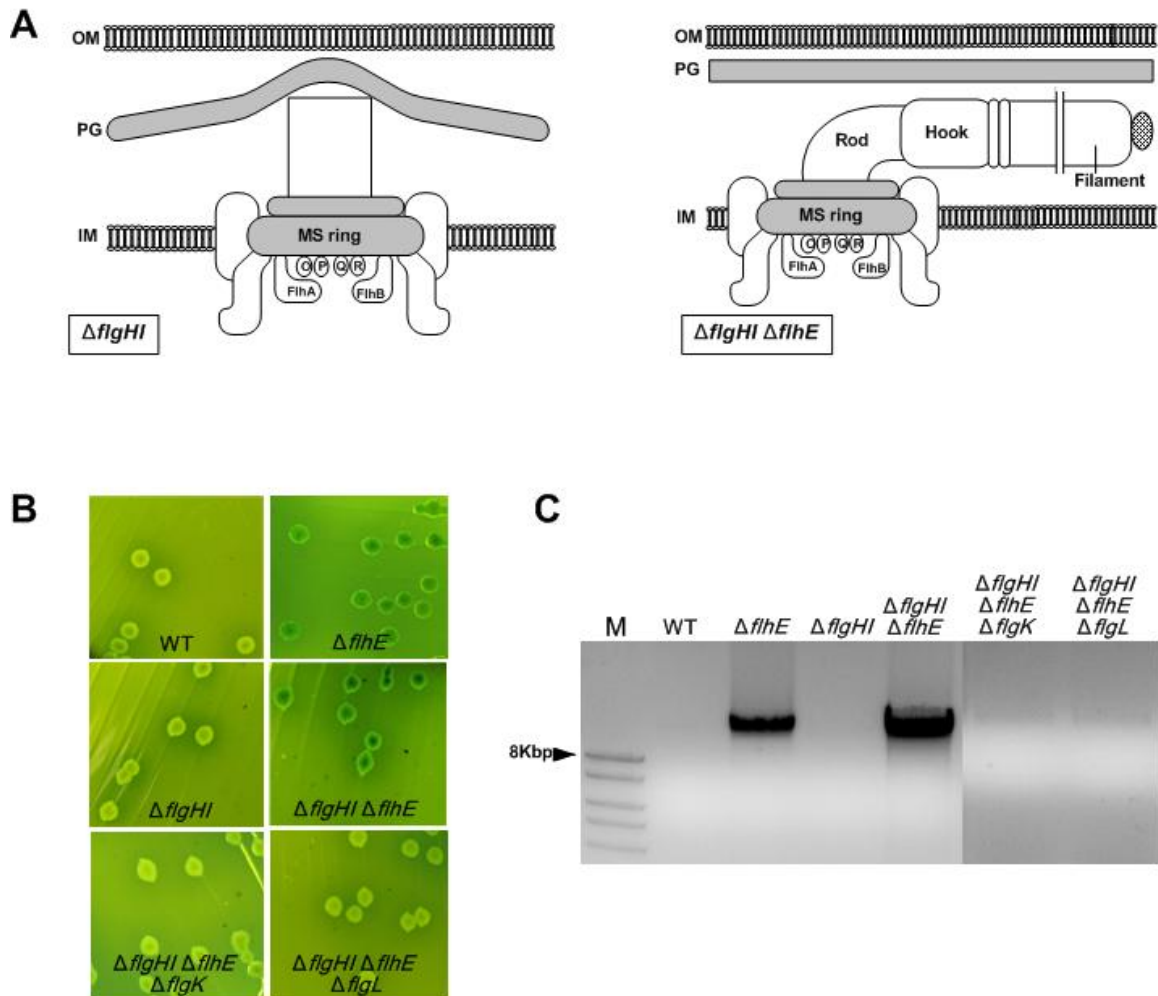 A
OM
PG
IM
MS ring
O P Q R
FlhA
FlhB
ΔflgHI
OM
PG
Rod
Hook
Filament
IM
MS ring
O P Q R
FlhA
FlhB
ΔflgHI ΔflhE
B
WT
ΔflhE
ΔflgHI
ΔflgHI ΔflhE
ΔflgHI ΔflhE
ΔflgK
ΔflgHI ΔflhE
ΔflgL
C
M
WT
ΔflhE
ΔflgHI
ΔflgHI
ΔflhE
ΔflgHI
ΔflhE
ΔflgK
ΔflgHI
ΔflhE
ΔflgL
8Kbp